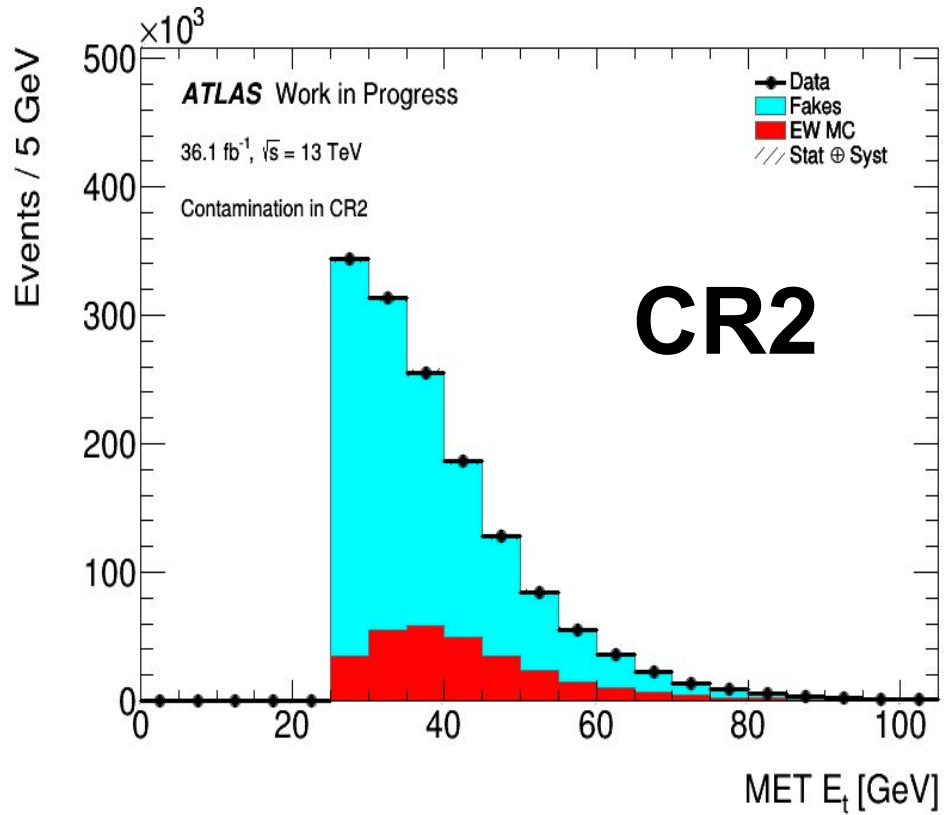 ×10³
Events / 5 GeV
500
400
300
200
100
0
ATLAS Work in Progress
36.1 fb⁻¹, √s = 13 TeV
Contamination in CR2
Data
Fakes
EW MC
Stat ⊕ Syst
CR2
0 20 40 60 80 100
MET Eₜ [GeV]